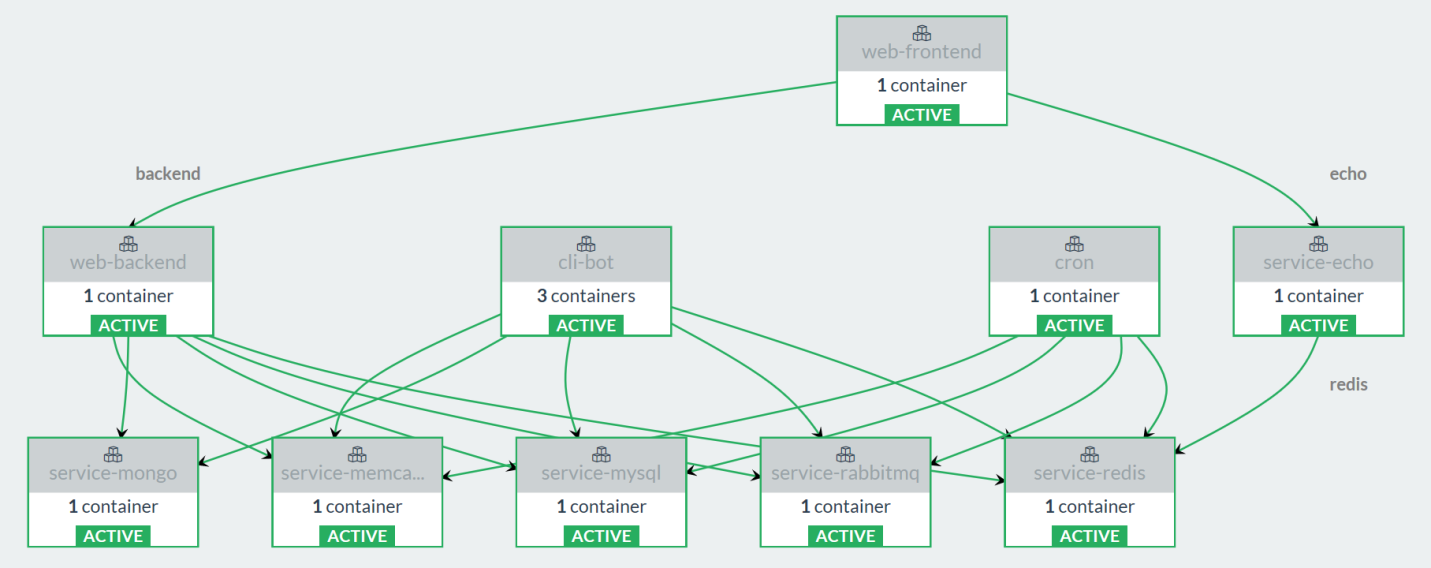 web-frontend
1 container
ACTIVE
backend
echo
web-backend
1 container
ACTIVE
cli-bot
3 containers
ACTIVE
cron
1 container
ACTIVE
service-echo
1 container
ACTIVE
redis
service-mongo
1 container
ACTIVE
service-memca...
1 container
ACTIVE
service-mysql
1 container
ACTIVE
service-rabbitmq
1 container
ACTIVE
service-redis
1 container
ACTIVE